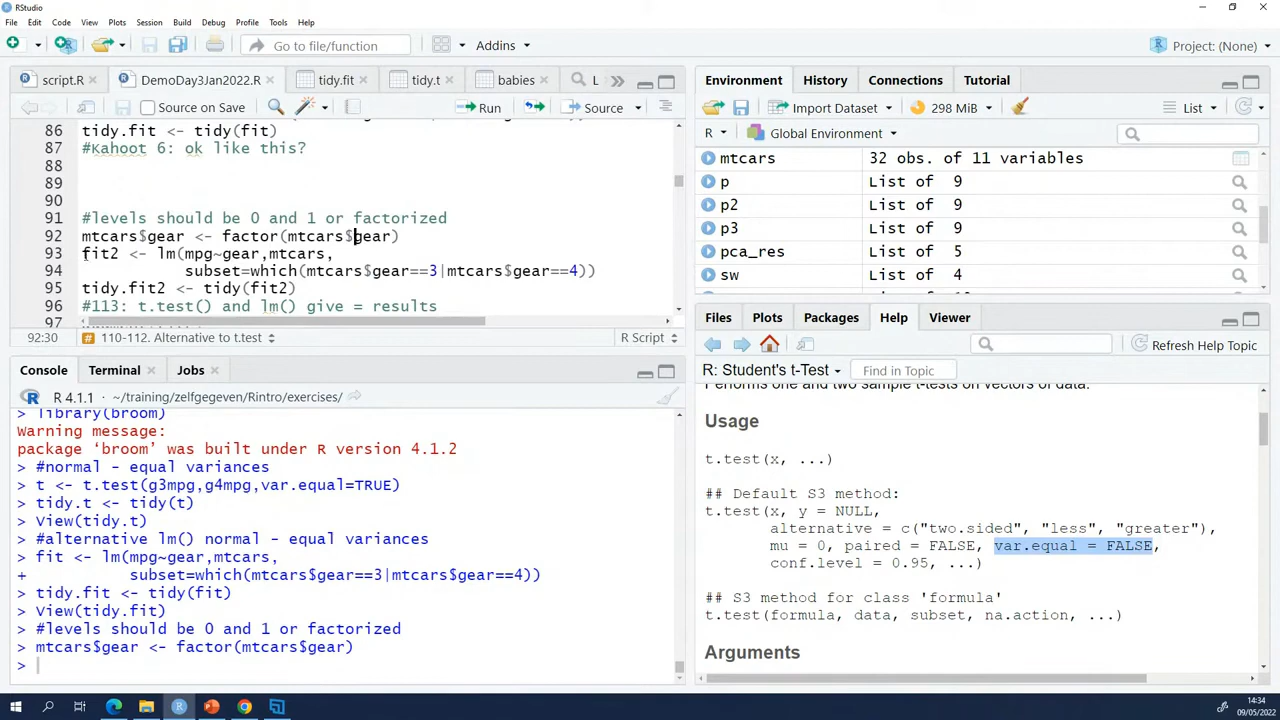 RStudio
File Edit Code View Plots Session Build Debug Profile Tools Help
Go to file/function
Addins
Project: (None)
script.R
DemoDay3Jan2022.R
tidy.fit
tidy.t
babies
L
Source on Save
Run
Source
86 tidy.fit <- tidy(fit)
87 #Kahoot 6: ok like this?
88
89
90
91 #levels should be 0 and 1 or factorized
92 mtcars$gear <- factor(mtcars$gear)
93 fit2 <- lm(mpg~gear,mtcars,
94 subset=which(mtcars$gear==3|mtcars$gear==4))
95 tidy.fit2 <- tidy(fit2)
96 #113: t.test() and lm() give = results
97
92:30
# 110-112. Alternative to t.test
R Script
Console Terminal Jobs
R 4.1.1 · ~/training/zelfgegeven/Rintro/exercises/
> library(broom)
Warning message:
package ‘broom’ was built under R version 4.1.2
> #normal - equal variances
> t <- t.test(g3mpg,g4mpg,var.equal=TRUE)
> tidy.t <- tidy(t)
> View(tidy.t)
> #alternative lm() normal - equal variances
> fit <- lm(mpg~gear,mtcars,
+ subset=which(mtcars$gear==3|mtcars$gear==4))
> tidy.fit <- tidy(fit)
> View(tidy.fit)
> #levels should be 0 and 1 or factorized
> mtcars$gear <- factor(mtcars$gear)
>
Environment History Connections Tutorial
Import Dataset
298 MiB
List
R
Global Environment
mtcars 32 obs. of 11 variables
p List of 9
p2 List of 9
p3 List of 9
pca_res List of 5
sw List of 4
Files Plots Packages Help Viewer
Refresh Help Topic
R: Student's t-Test
Find in Topic
Performs one and two sample t-tests on vectors of data.
Usage
t.test(x, ...)
## Default S3 method:
t.test(x, y = NULL,
alternative = c("two.sided", "less", "greater"),
mu = 0, paired = FALSE, var.equal = FALSE,
conf.level = 0.95, ...)
## S3 method for class 'formula'
t.test(formula, data, subset, na.action, ...)
Arguments
14:34
09/05/2022